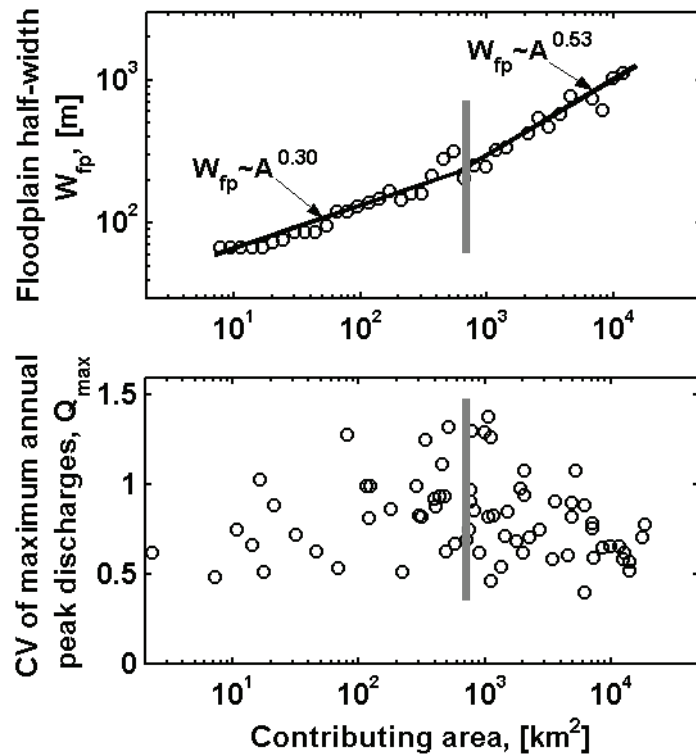 Floodplain half-width
W_fp, [m]
10^3
10^2
W_fp~A^0.53
W_fp~A^0.30
10^1 10^2 10^3 10^4
CV of maximum annual
peak discharges, Q_max
1.5
1
0.5
0
10^1 10^2 10^3 10^4
Contributing area, [km^2]